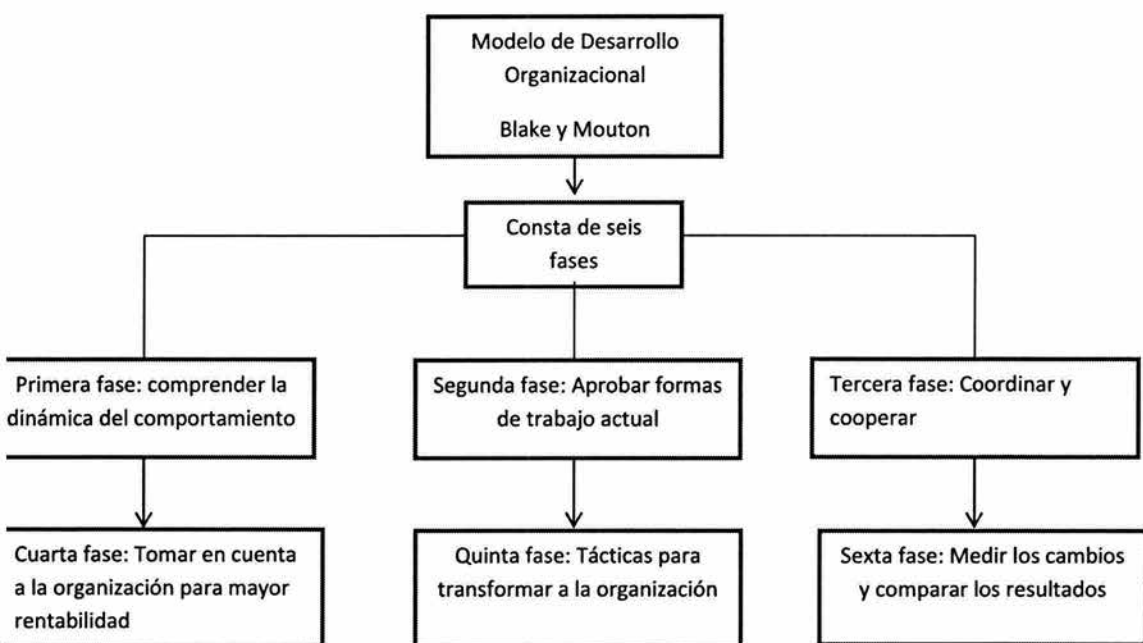 Modelo de Desarrollo
Organizacional
Blake y Mouton
Consta de seis
fases
Primera fase: comprender la
dinámica del comportamiento
Segunda fase: Aprobar formas
de trabajo actual
Tercera fase: Coordinar y
cooperar
Cuarta fase: Tomar en cuenta
a la organización para mayor
rentabilidad
Quinta fase: Tácticas para
transformar a la organización
Sexta fase: Medir los cambios
y comparar los resultados